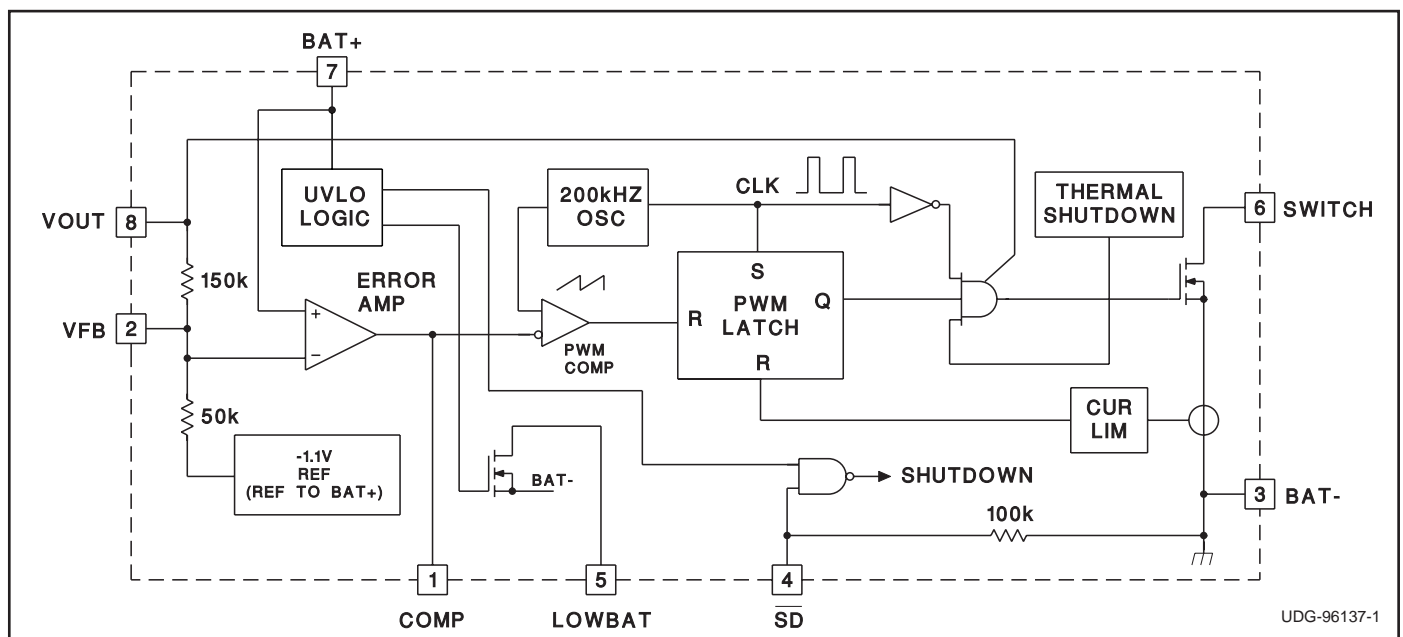 BAT+
7
UVLO
LOGIC
200kHZ
OSC
CLK
THERMAL
SHUTDOWN
VOUT
8
6
SWITCH
150k
ERROR
AMP
S
PWM
LATCH
Q
R
R
VFB
2
+
−
PWM
COMP
50k
CUR
LIM
-1.1V
REF
(REF TO BAT+)
BAT-
SHUTDOWN
3
BAT-
100k
1
5
4
COMP
LOWBAT
SD
UDG-96137-1